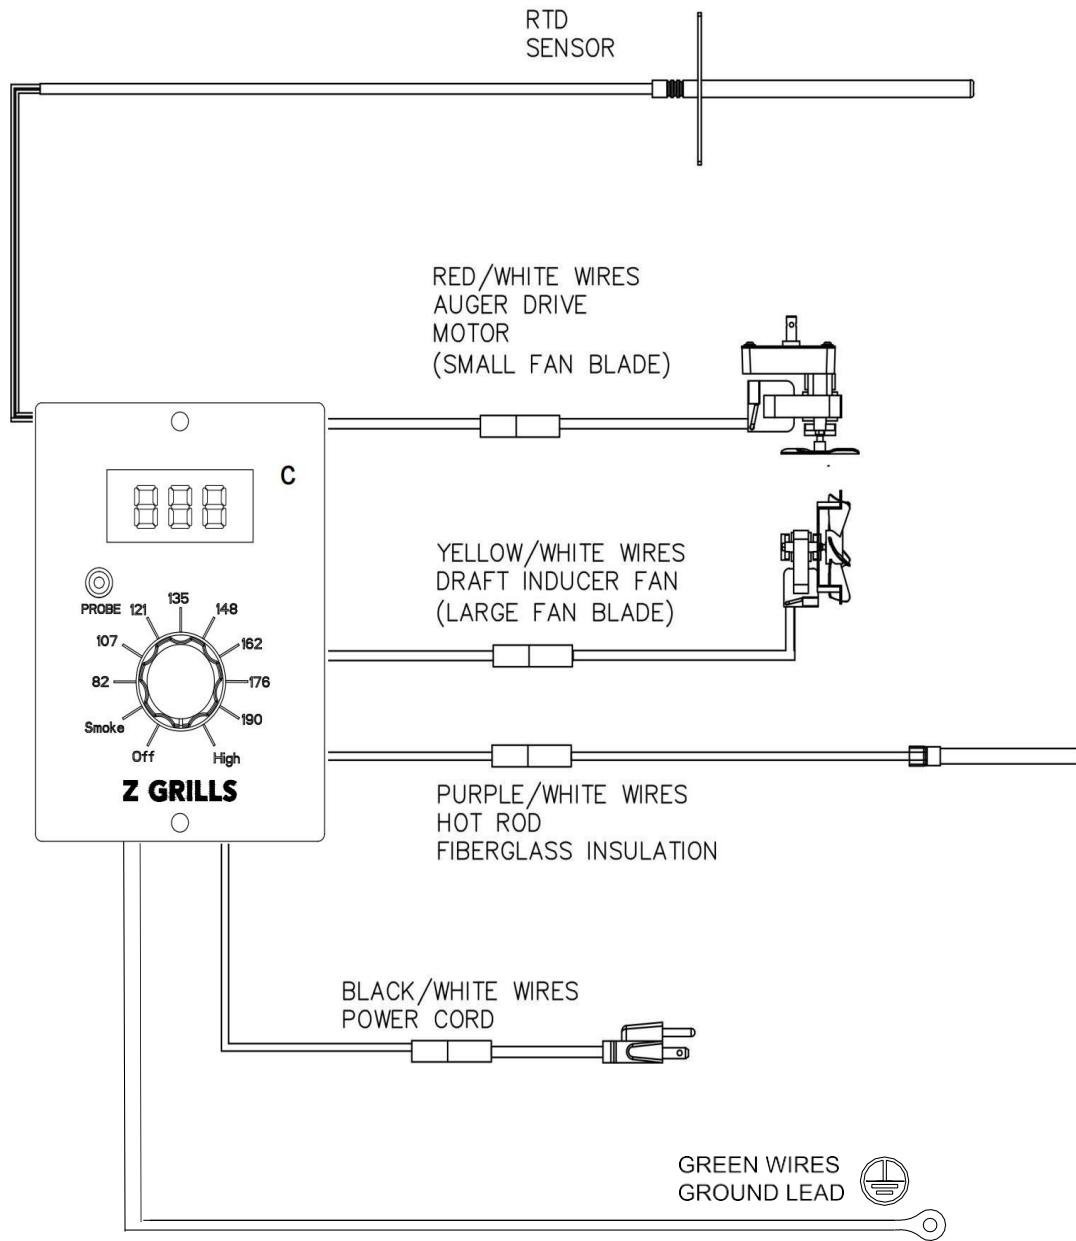 RTD
SENSOR
RED/WHITE WIRES
AUGER DRIVE
MOTOR
(SMALL FAN BLADE)
C
888
YELLOW/WHITE WIRES
DRAFT INDUCER FAN
(LARGE FAN BLADE)
PROBE
121
135
148
107
162
82
176
Smoke
190
Off
High
Z GRILLS
PURPLE/WHITE WIRES
HOT ROD
FIBERGLASS INSULATION
BLACK/WHITE WIRES
POWER CORD
GREEN WIRES
GROUND LEAD